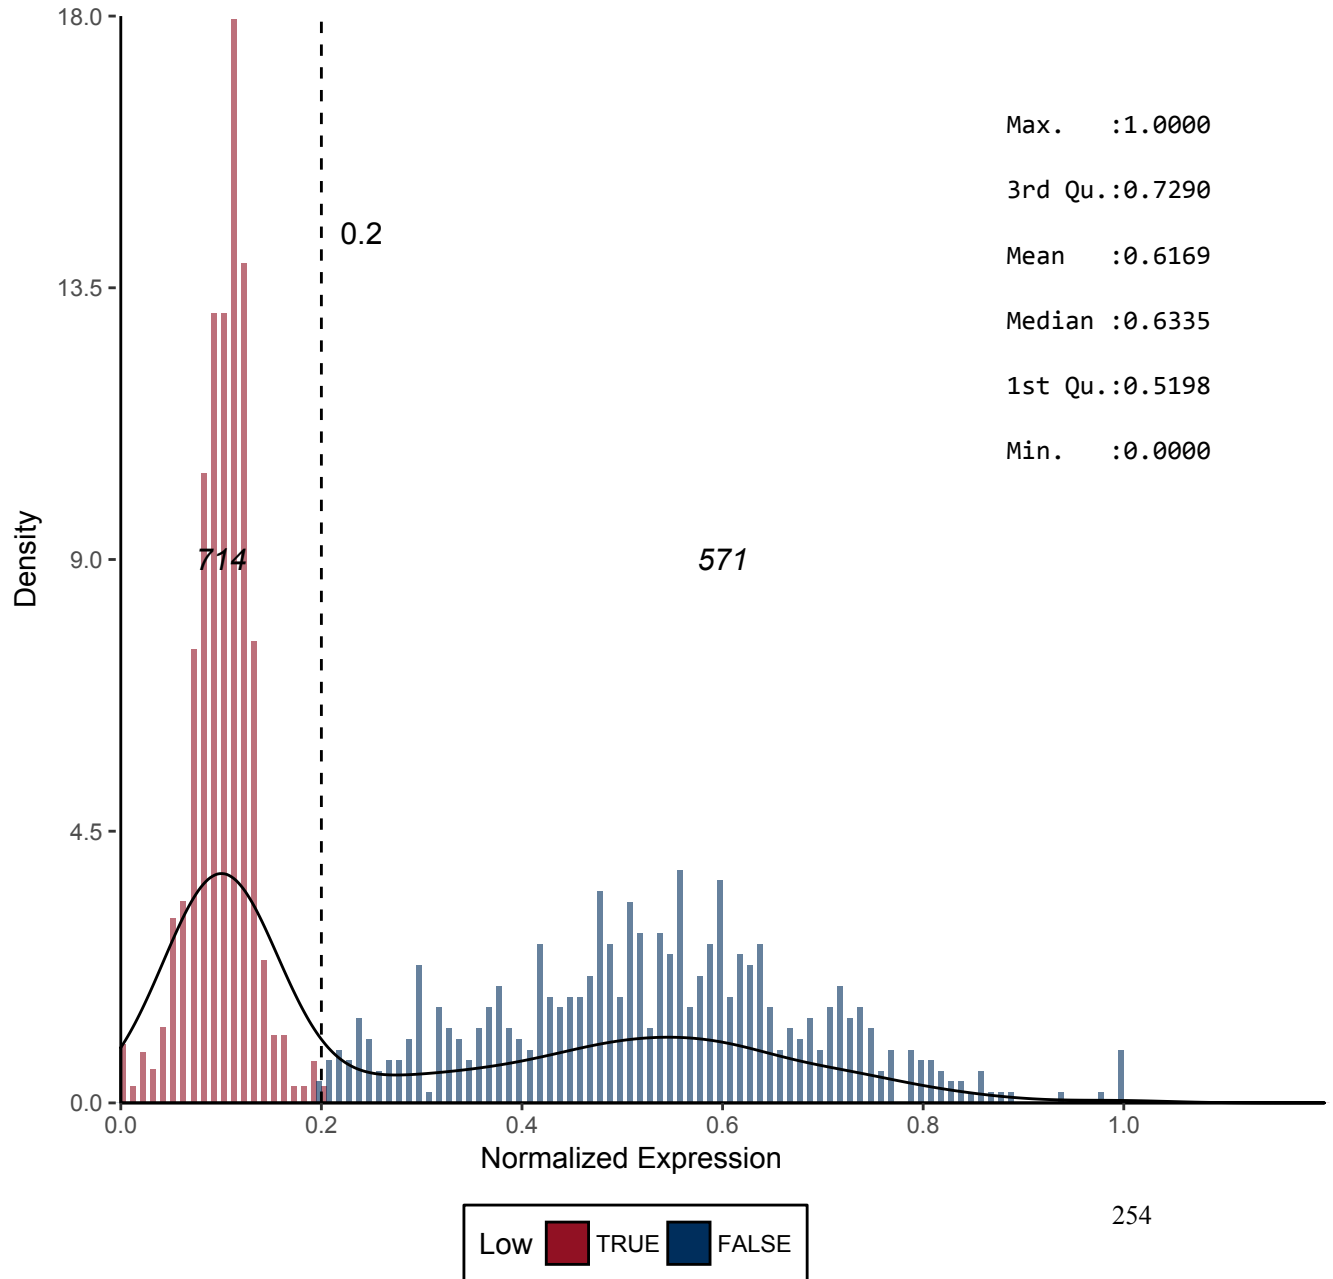 18.0
Max. :1.0000
3rd Qu.:0.7290
0.2
Mean :0.6169
13.5
Median :0.6335
1st Qu.:0.5198
Min. :0.0000
Density
9.0
714
571
4.5
0.0
0.0 0.2 0.4 0.6 0.8 1.0
Normalized Expression
254
Low TRUE FALSE